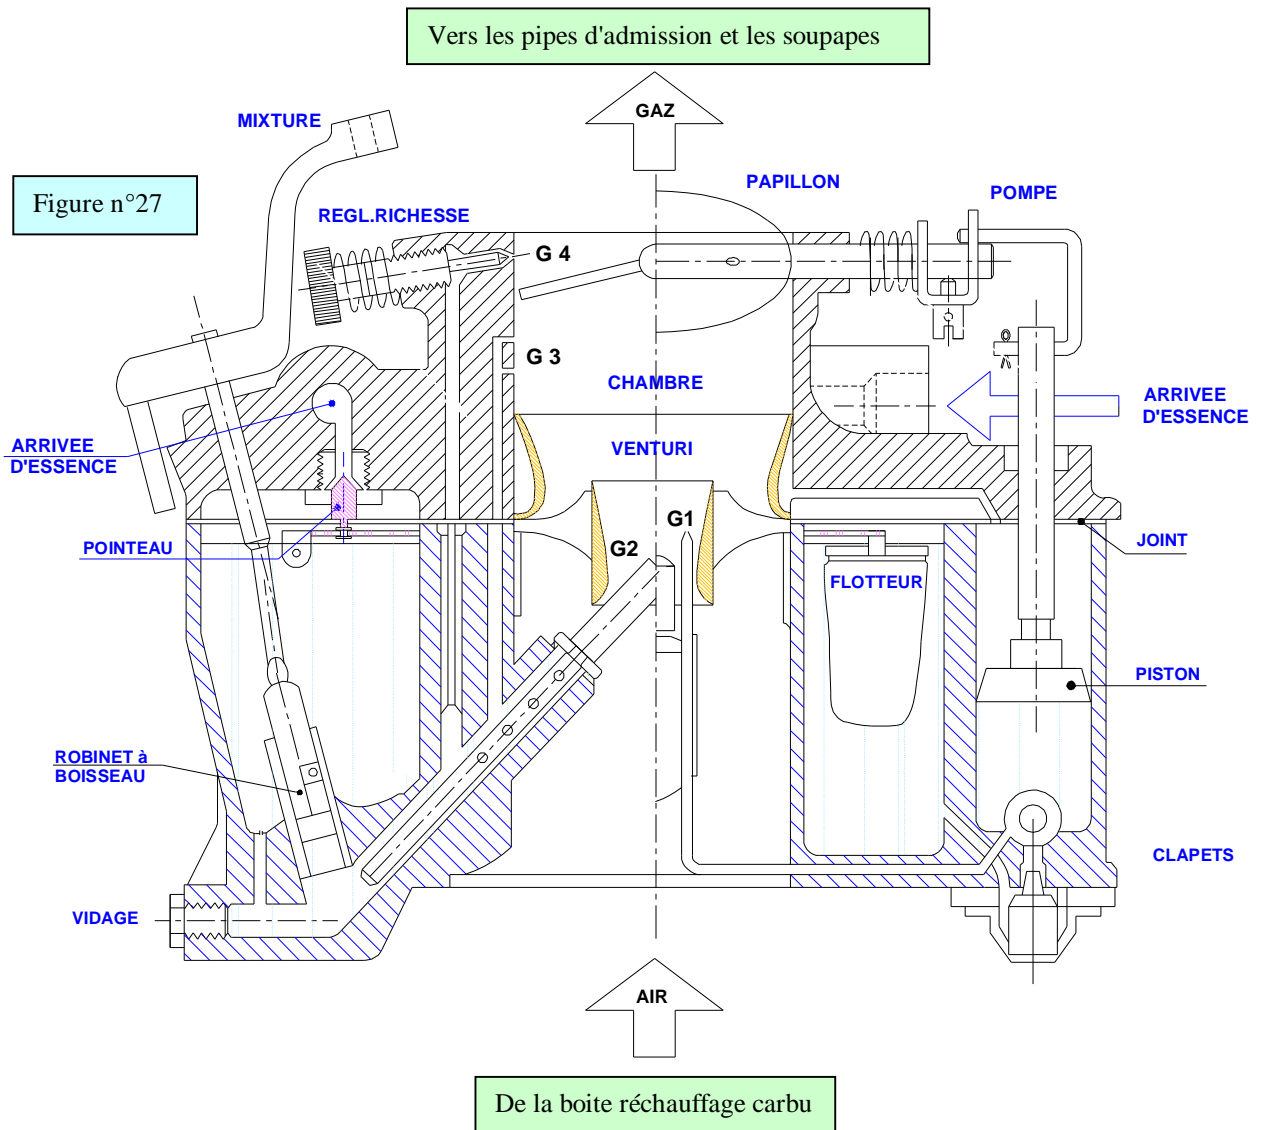 Vers les pipes d'admission et les soupapes
GAZ
MIXTURE
PAPILLON
POMPE
Figure n°27
REGL.RICHESSE
G 4
G 3
CHAMBRE
ARRIVEE
D'ESSENCE
ARRIVEE
D'ESSENCE
VENTURI
G1
POINTEAU
G2
JOINT
FLOTTEUR
PISTON
ROBINET à
BOISSEAU
CLAPETS
VIDAGE
AIR
De la boite réchauffage carbu